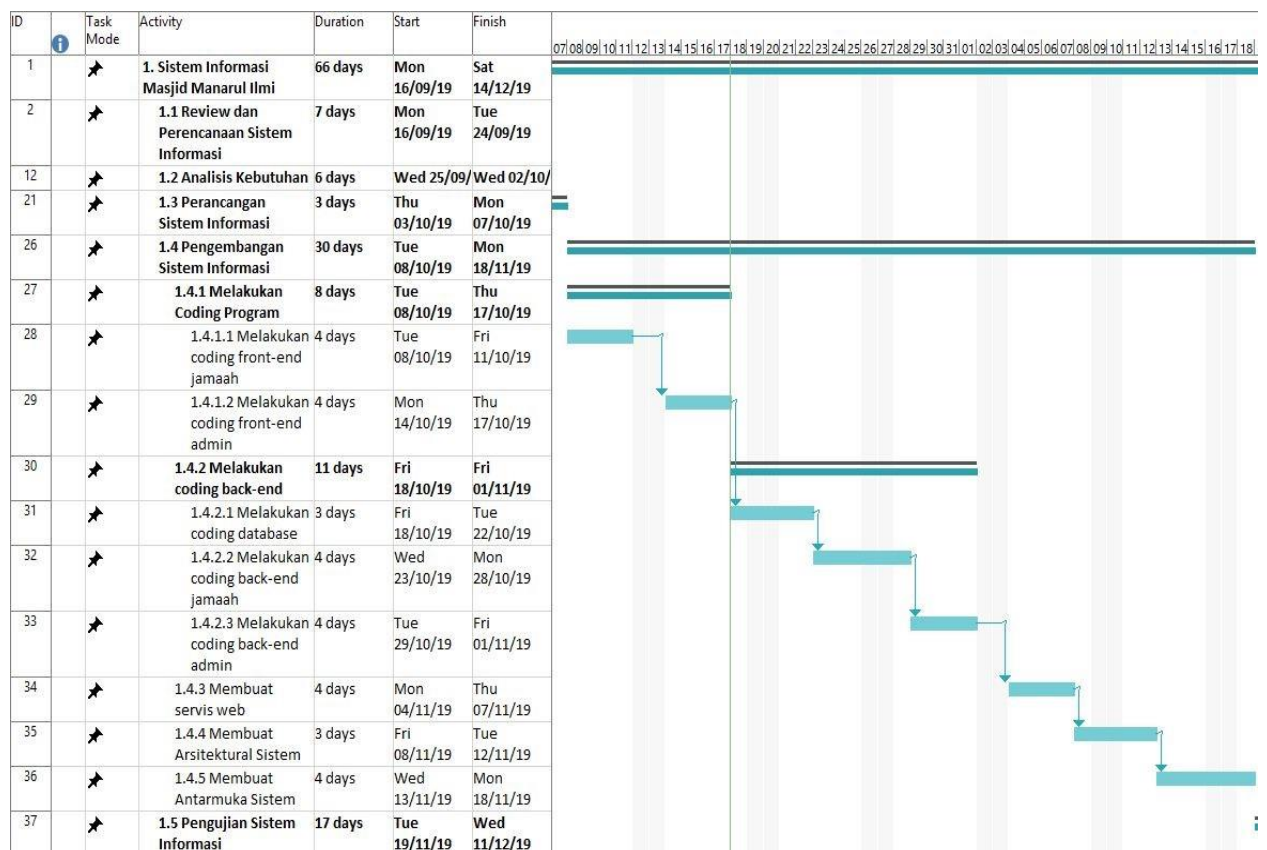 ID Task Activity Duration Start Finish
Mode
07 08 09 10 11 12 13 14 15 16 17 18 19 20 21 22 23 24 25 26 27 28 29 30 31 01 02 03 04 05 06 07 08 09 10 11 12 13 14 15 16 17 18
1 1. Sistem Informasi 66 days Mon Sat
Masjid Manarul Ilmi 16/09/19 14/12/19
2 1.1 Review dan 7 days Mon Tue
Perencanaan Sistem 16/09/19 24/09/19
Informasi
12 1.2 Analisis Kebutuhan 6 days Wed 25/09/ Wed 02/10/
21 1.3 Perancangan 3 days Thu Mon
Sistem Informasi 03/10/19 07/10/19
26 1.4 Pengembangan 30 days Tue Mon
Sistem Informasi 08/10/19 18/11/19
27 1.4.1 Melakukan 8 days Tue Thu
Coding Program 08/10/19 17/10/19
28 1.4.1.1 Melakukan 4 days Tue Fri
coding front-end 08/10/19 11/10/19
jamaah
29 1.4.1.2 Melakukan 4 days Mon Thu
coding front-end 14/10/19 17/10/19
admin
30 1.4.2 Melakukan 11 days Fri Fri
coding back-end 18/10/19 01/11/19
31 1.4.2.1 Melakukan 3 days Fri Tue
coding database 18/10/19 22/10/19
32 1.4.2.2 Melakukan 4 days Wed Mon
coding back-end 23/10/19 28/10/19
jamaah
33 1.4.2.3 Melakukan 4 days Tue Fri
coding back-end 29/10/19 01/11/19
admin
34 1.4.3 Membuat 4 days Mon Thu
servis web 04/11/19 07/11/19
35 1.4.4 Membuat 3 days Fri Tue
Arsitektural Sistem 08/11/19 12/11/19
36 1.4.5 Membuat 4 days Wed Mon
Antarmuka Sistem 13/11/19 18/11/19
37 1.5 Pengujian Sistem 17 days Tue Wed
Informasi 19/11/19 11/12/19